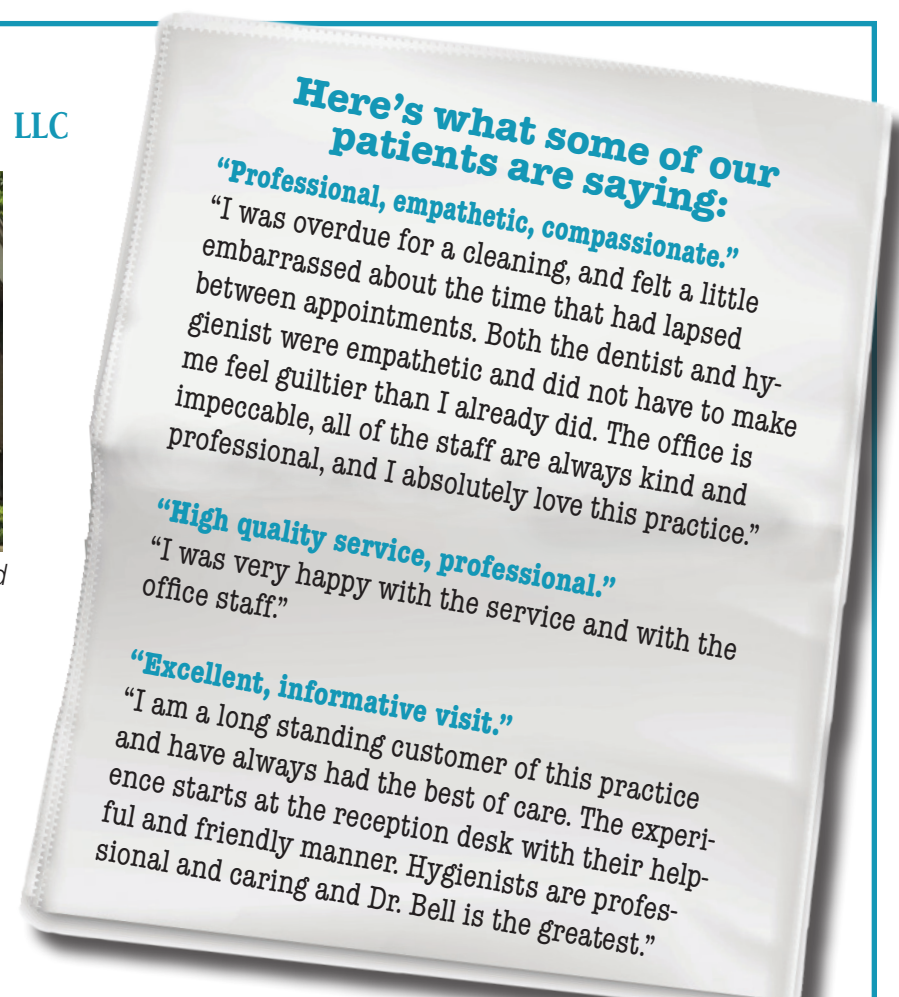 LLC
d
Here’s what some of our
patients are saying:
“Professional, empathetic, compassionate.”
“I was overdue for a cleaning, and felt a little
embarrassed about the time that had lapsed
between appointments. Both the dentist and hy-
gienist were empathetic and did not have to make
me feel guiltier than I already did. The office is
impeccable, all of the staff are always kind and
professional, and I absolutely love this practice.”
“High quality service, professional.”
“I was very happy with the service and with the
office staff.”
“Excellent, informative visit.”
“I am a long standing customer of this practice
and have always had the best of care. The experi-
ence starts at the reception desk with their help-
ful and friendly manner. Hygienists are profes-
sional and caring and Dr. Bell is the greatest.”